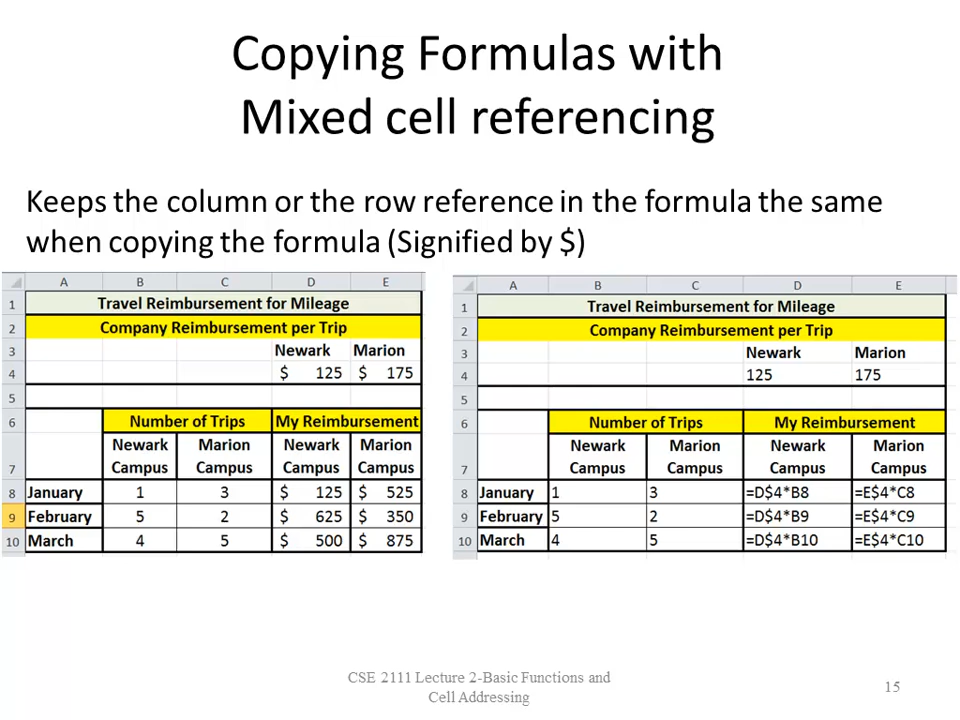 Copying Formulas with
Mixed cell referencing
Keeps the column or the row reference in the formula the same
when copying the formula (Signified by $)
A B C D E
1 Travel Reimbursement for Mileage
2 Company Reimbursement per Trip
3 Newark Marion
4 $ 125 $ 175
5
6 Number of Trips My Reimbursement
Newark Marion Newark Marion
7 Campus Campus Campus Campus
8 January 1 3 $ 125 $ 525
9 February 5 2 $ 625 $ 350
10 March 4 5 $ 500 $ 875
A B C D E
1 Travel Reimbursement for Mileage
2 Company Reimbursement per Trip
3 Newark Marion
4 125 175
5
6 Number of Trips My Reimbursement
Newark Marion Newark Marion
7 Campus Campus Campus Campus
8 January 1 3 =D$4*B8 =E$4*C8
9 February 5 2 =D$4*B9 =E$4*C9
10 March 4 5 =D$4*B10 =E$4*C10
CSE 2111 Lecture 2-Basic Functions and
Cell Addressing
15